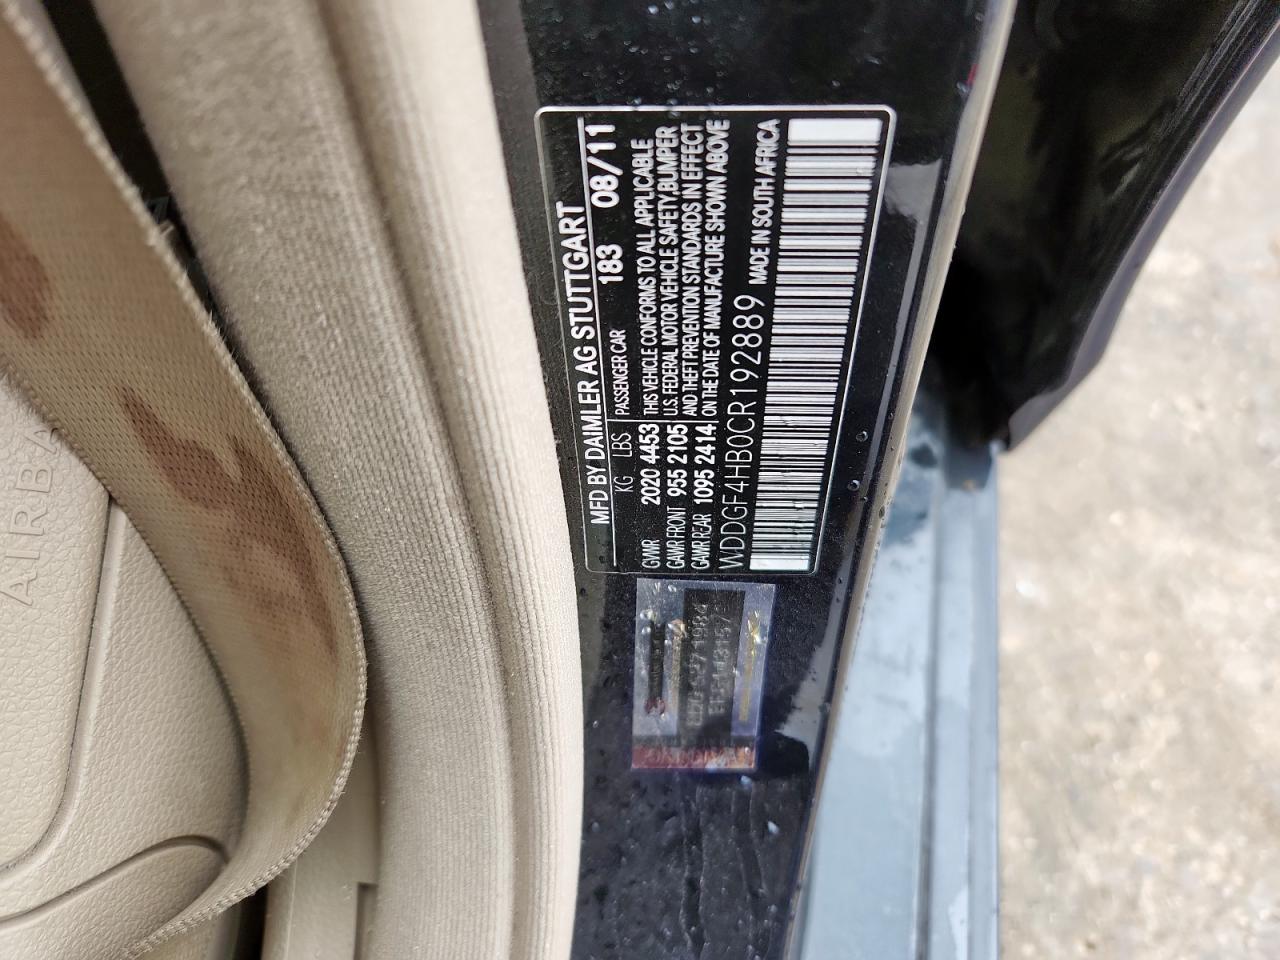 MFD BY DAIMLER AG STUTTGART
KG LBS PASSENGER CAR 183 08/11
GVWR 2020 4453 THIS VEHICLE CONFORMS TO ALL APPLICABLE
GAWR FRONT 955 2105 U.S. FEDERAL MOTOR VEHICLE SAFETY,BUMPER
GAWR REAR 1095 2414 AND THEFT PREVENTION STANDARDS IN EFFECT
ON THE DATE OF MANUFACTURE SHOWN ABOVE
WDDGF4HB0CR192889 MADE IN SOUTH AFRICA
AIRBA